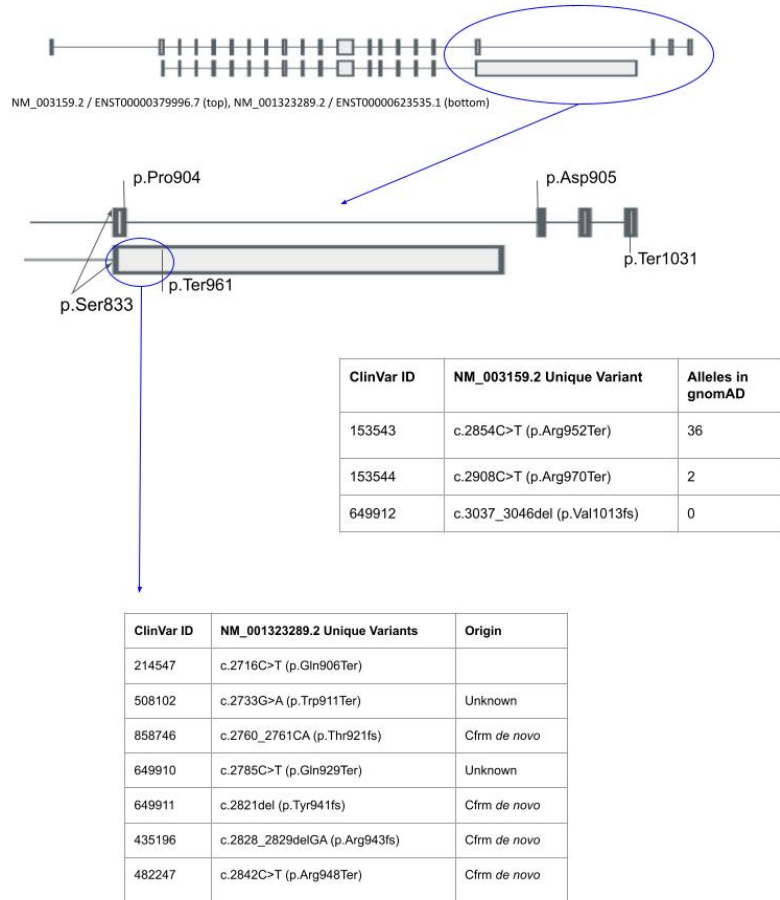 NM_003159.2 / ENST00000379996.7 (top), NM_001323289.2 / ENST00000623535.1 (bottom)
p.Pro904
p.Asp905
p.Ter1031
p.Ter961
p.Ser833
ClinVar ID NM_003159.2 Unique Variant Alleles in
gnomAD
153543 c.2854C>T (p.Arg952Ter) 36
153544 c.2908C>T (p.Arg970Ter) 2
649912 c.3037_3046del (p.Val1013fs) 0
ClinVar ID NM_001323289.2 Unique Variants Origin
214547 c.2716C>T (p.Gln906Ter)
508102 c.2733G>A (p.Trp911Ter) Unknown
858746 c.2760_2761CA (p.Thr921fs) Cfrm de novo
649910 c.2785C>T (p.Gln929Ter) Unknown
649911 c.2821del (p.Tyr941fs) Cfrm de novo
435196 c.2828_2829delGA (p.Arg943fs) Cfrm de novo
482247 c.2842C>T (p.Arg948Ter) Cfrm de novo